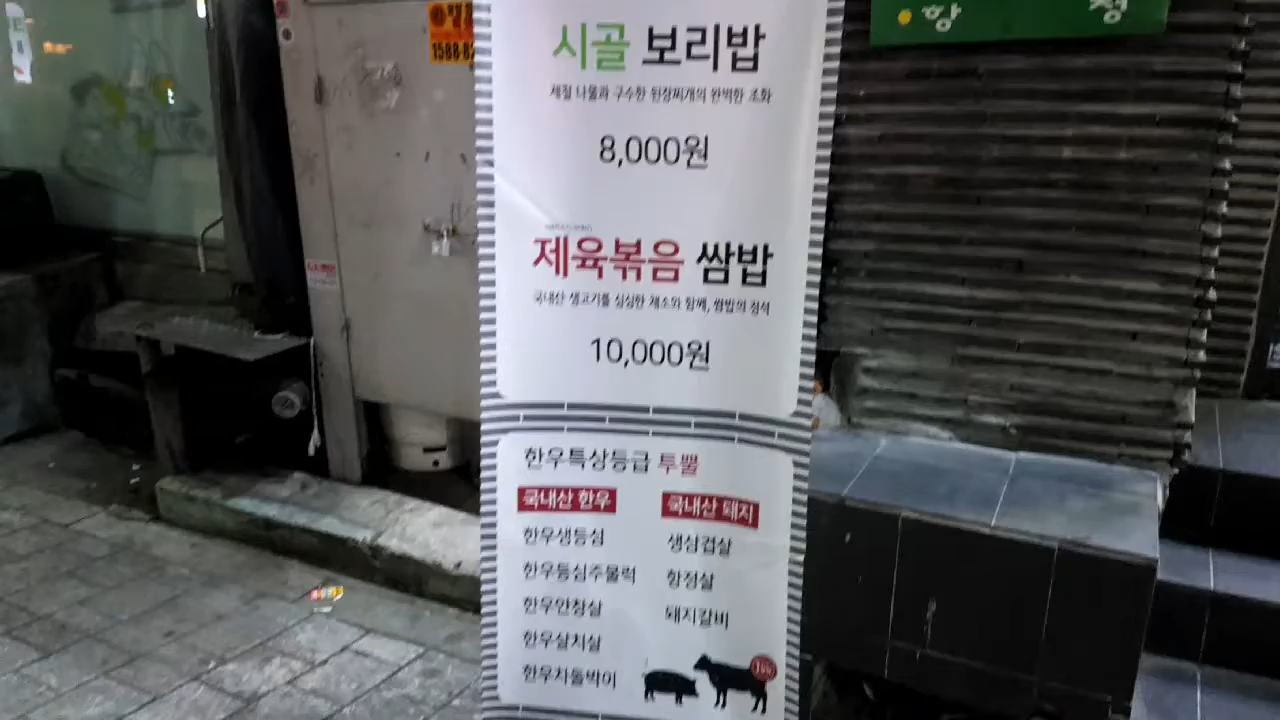 시골 보리밥
제철 나물과 구수한 된장찌개의 완벽한 조화
8,000원
제육볶음 쌈밥
국내산 생고기를 싱싱한 채소와 함께, 쌈밥의 정석
10,000원
한우특상등급 투뿔
국내산 한우
한우생등심
한우등심주물럭
한우안창살
한우살치살
한우차돌박이
국내산 돼지
생삼겹살
항정살
돼지갈비
1588-82